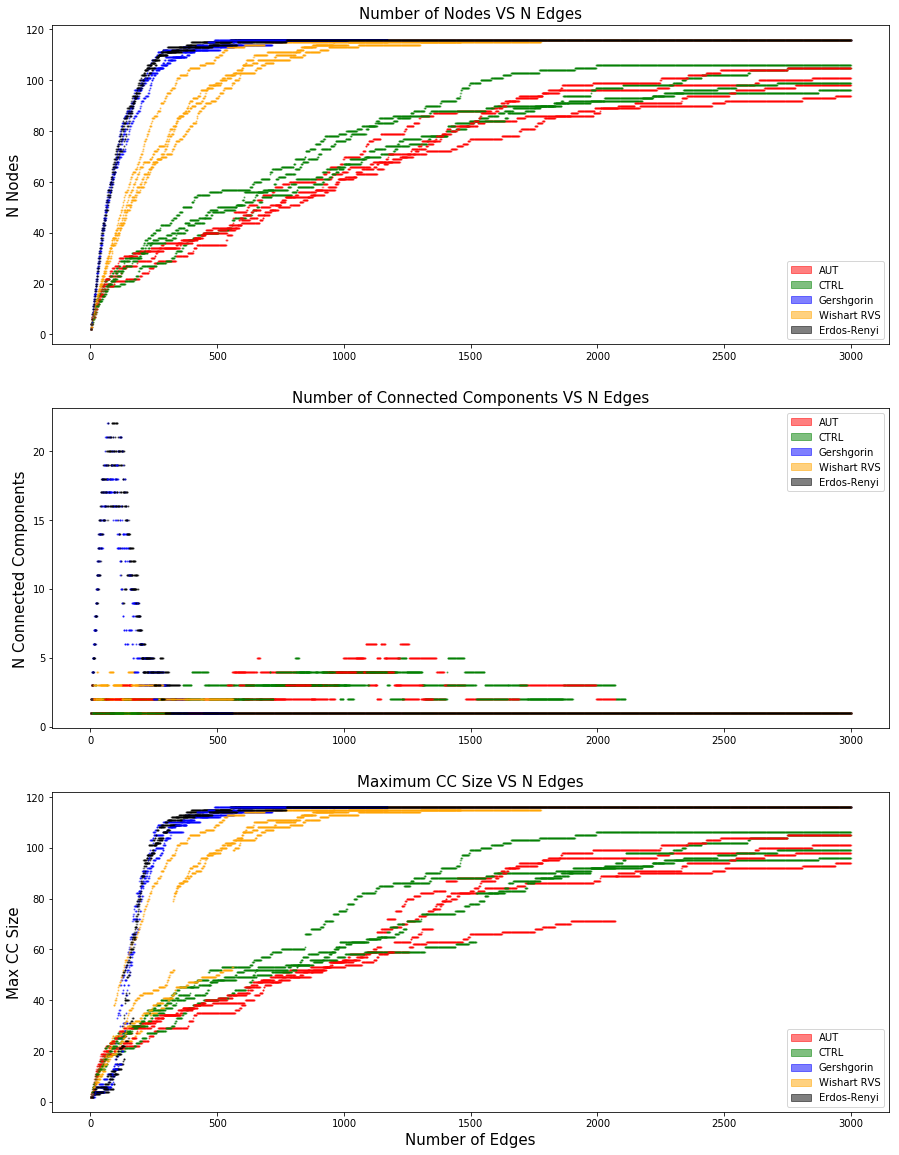 Number of Nodes VS N Edges
N Nodes
120
100
80
60
40
20
0
AUT
CTRL
Gershgorin
Wishart RVS
Erdos-Renyi
0 500 1000 1500 2000 2500 3000
Number of Connected Components VS N Edges
N Connected Components
20
15
10
5
0
AUT
CTRL
Gershgorin
Wishart RVS
Erdos-Renyi
0 500 1000 1500 2000 2500 3000
Maximum CC Size VS N Edges
Max CC Size
120
100
80
60
40
20
0
AUT
CTRL
Gershgorin
Wishart RVS
Erdos-Renyi
0 500 1000 1500 2000 2500 3000
Number of Edges